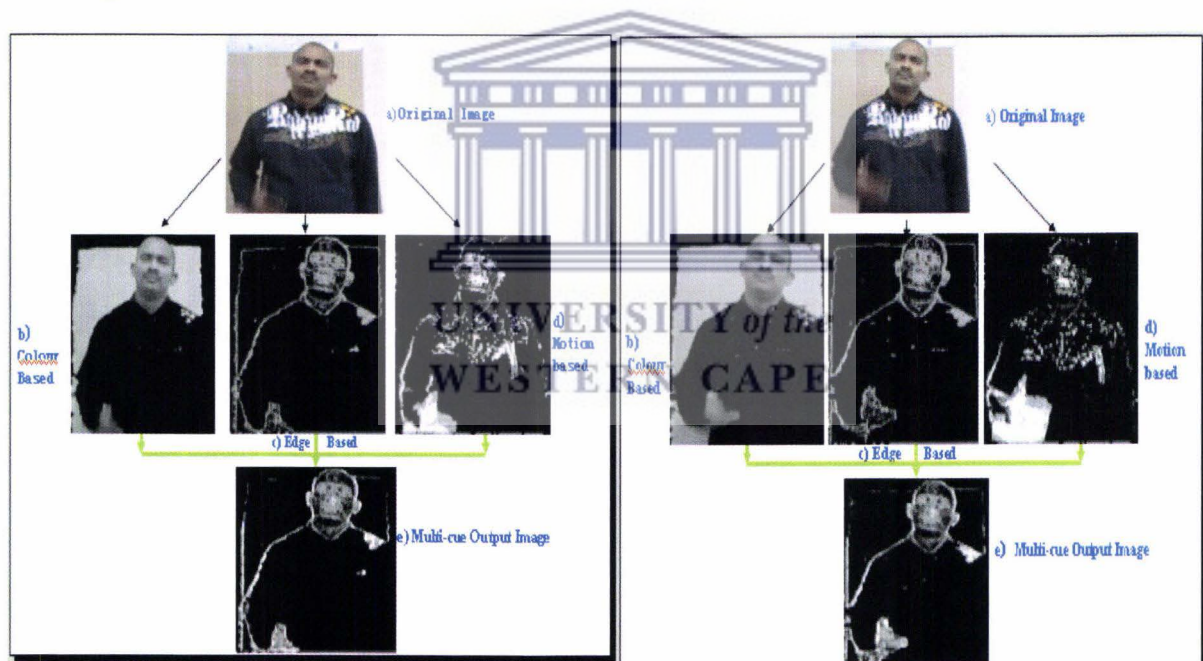 a) Original Image
b)
Colour
Based
c) Edge Based
d)
Motion
based
e) Multi-cue Output Image
a) Original Image
b)
Colour
Based
c) Edge Based
d)
Motion
based
e) Multi-cue Output Image
UNIVERSITY of the
WESTERN CAPE